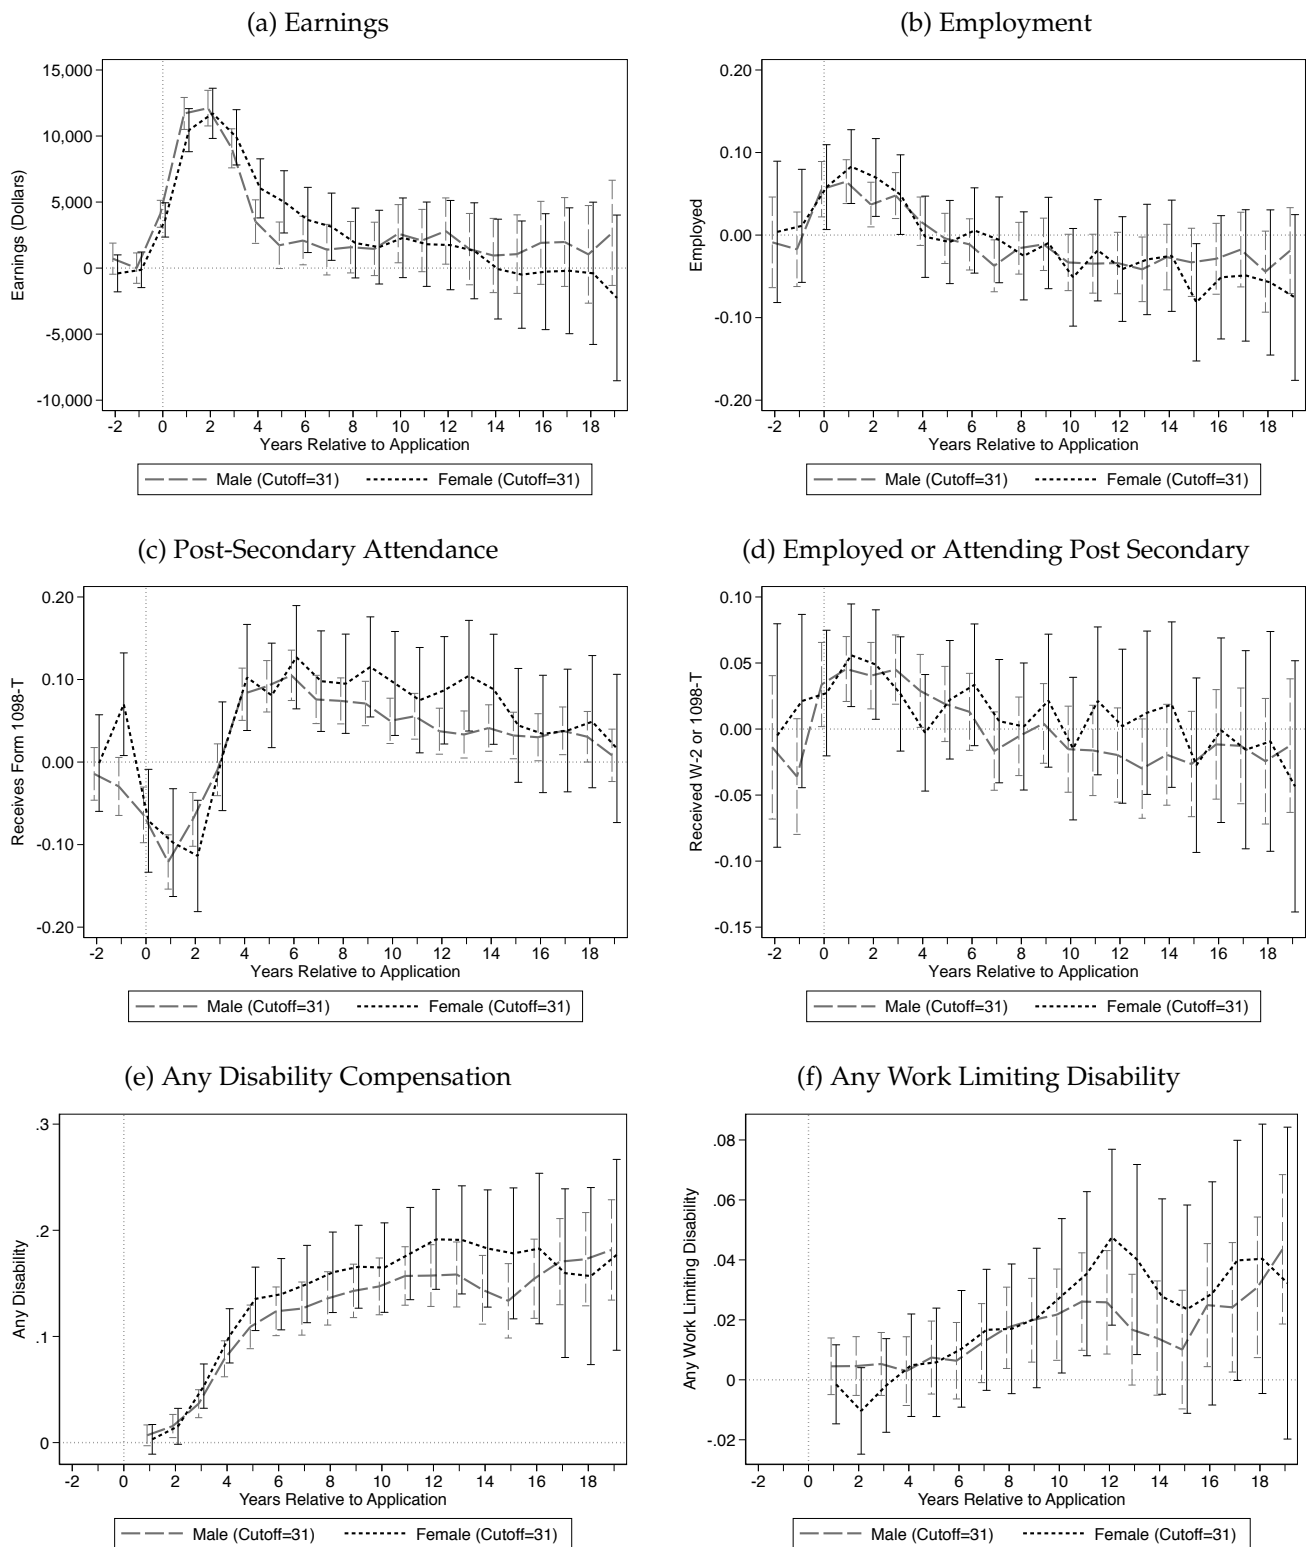 (a) Earnings
Earnings (Dollars)
15,000
10,000
5,000
0
-5,000
-10,000
-2 0 2 4 6 8 10 12 14 16 18
Years Relative to Application
Male (Cutoff=31) Female (Cutoff=31)
(b) Employment
Employed
0.20
0.10
0.00
-0.10
-0.20
-2 0 2 4 6 8 10 12 14 16 18
Years Relative to Application
Male (Cutoff=31) Female (Cutoff=31)
(c) Post-Secondary Attendance
Receives Form 1098-T
0.20
0.10
0.00
-0.10
-0.20
-2 0 2 4 6 8 10 12 14 16 18
Years Relative to Application
Male (Cutoff=31) Female (Cutoff=31)
(d) Employed or Attending Post Secondary
Received W-2 or 1098-T
0.10
0.05
0.00
-0.05
-0.10
-0.15
-2 0 2 4 6 8 10 12 14 16 18
Years Relative to Application
Male (Cutoff=31) Female (Cutoff=31)
(e) Any Disability Compensation
Any Disability
.3
.2
.1
0
-2 0 2 4 6 8 10 12 14 16 18
Years Relative to Application
Male (Cutoff=31) Female (Cutoff=31)
(f) Any Work Limiting Disability
Any Work Limiting Disability
.08
.06
.04
.02
0
-.02
-2 0 2 4 6 8 10 12 14 16 18
Years Relative to Application
Male (Cutoff=31) Female (Cutoff=31)